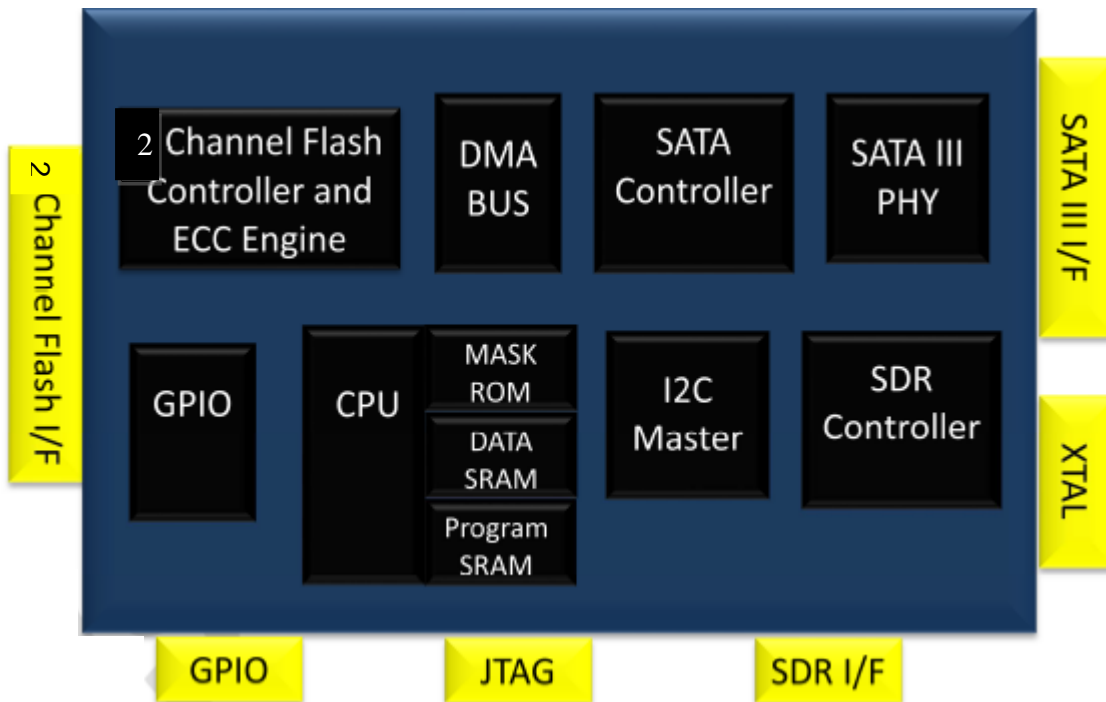 2 Channel Flash I/F
2 Channel Flash
Controller and
ECC Engine
DMA
BUS
SATA
Controller
SATA III
PHY
SATA III I/F
GPIO
CPU
MASK
ROM
DATA
SRAM
Program
SRAM
I2C
Master
SDR
Controller
XTAL
GPIO
JTAG
SDR I/F